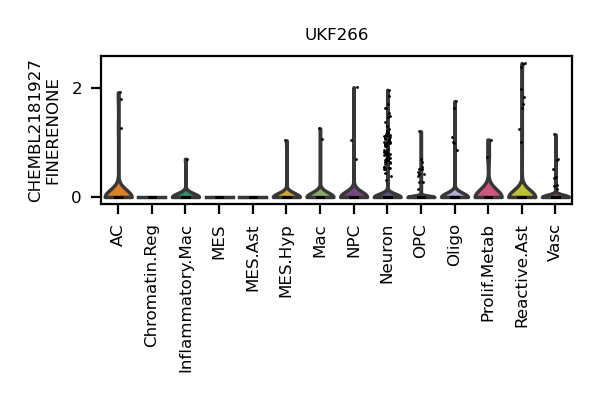 UKF266
CHEMBL2181927
FINERENONE
2
0
AC
Chromatin.Reg
Inflammatory.Mac
MES
MES.Ast
MES.Hyp
Mac
NPC
Neuron
OPC
Oligo
Prolif.Metab
Reactive.Ast
Vasc